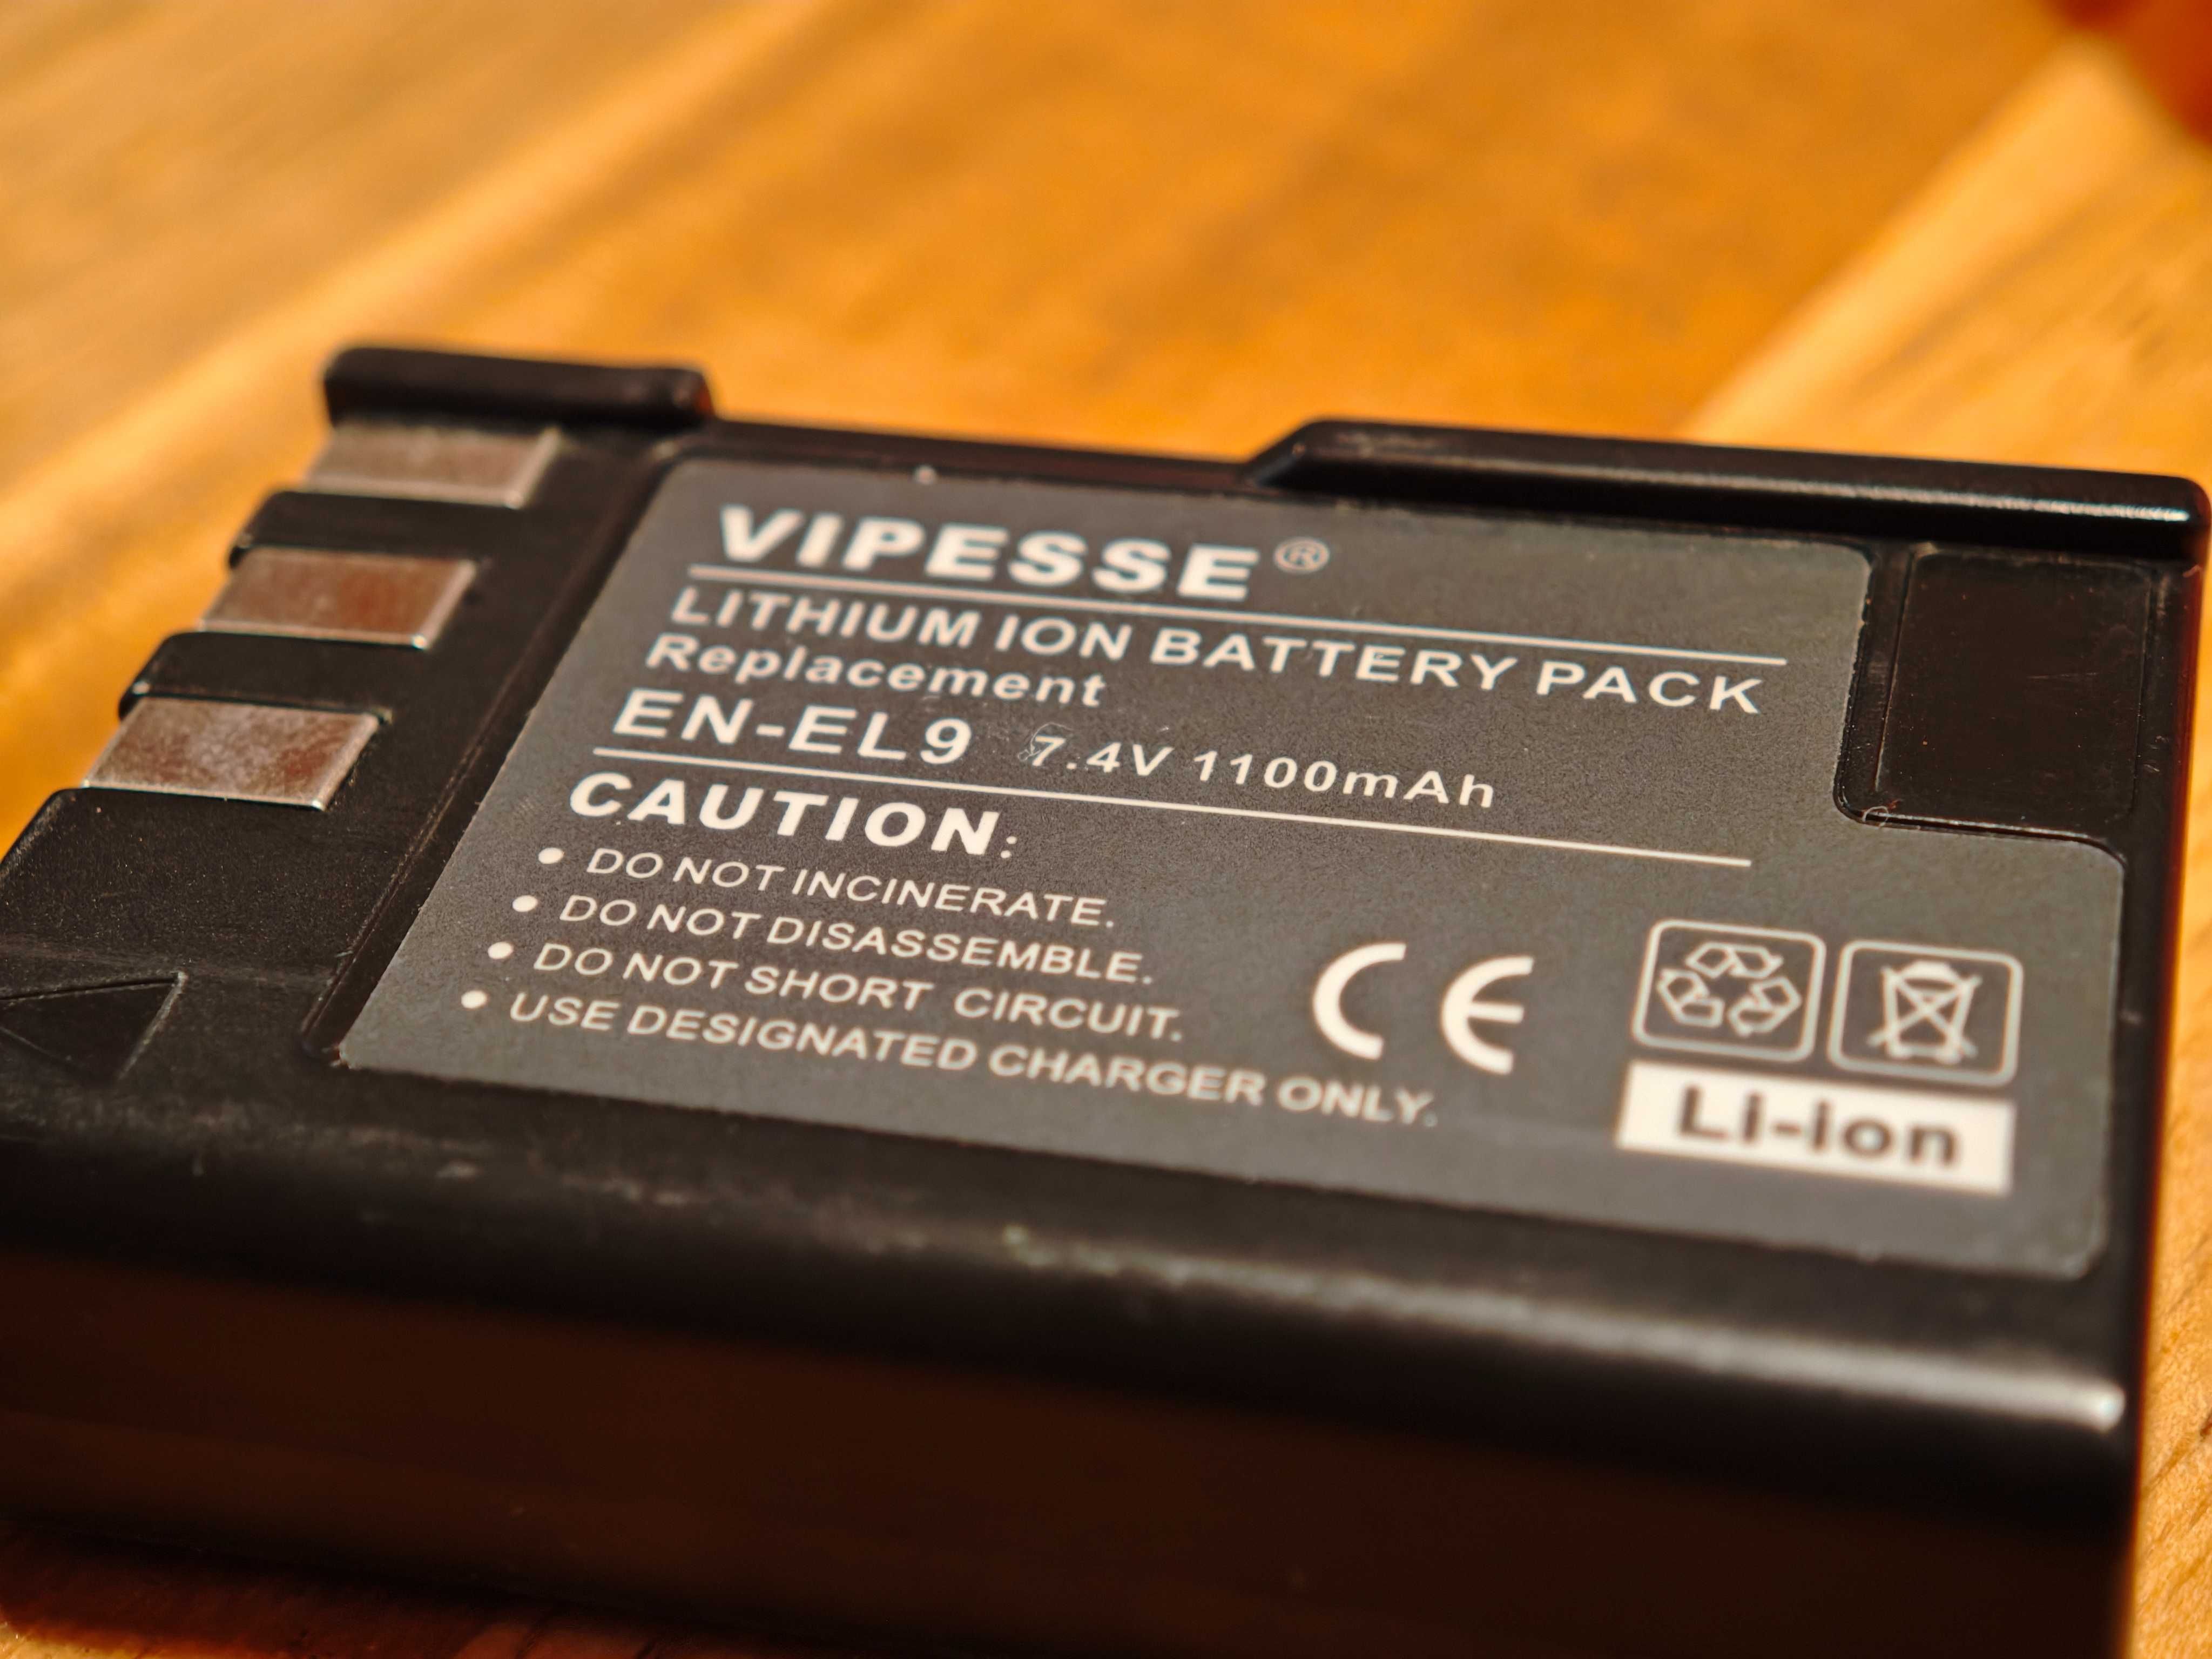 VIPESSE®
LITHIUM ION BATTERY PACK
Replacement
EN-EL9 7.4V 1100mAh
CAUTION:
• DO NOT INCINERATE.
• DO NOT DISASSEMBLE.
• DO NOT SHORT CIRCUIT.
• USE DESIGNATED CHARGER ONLY.
CE
Li-ion